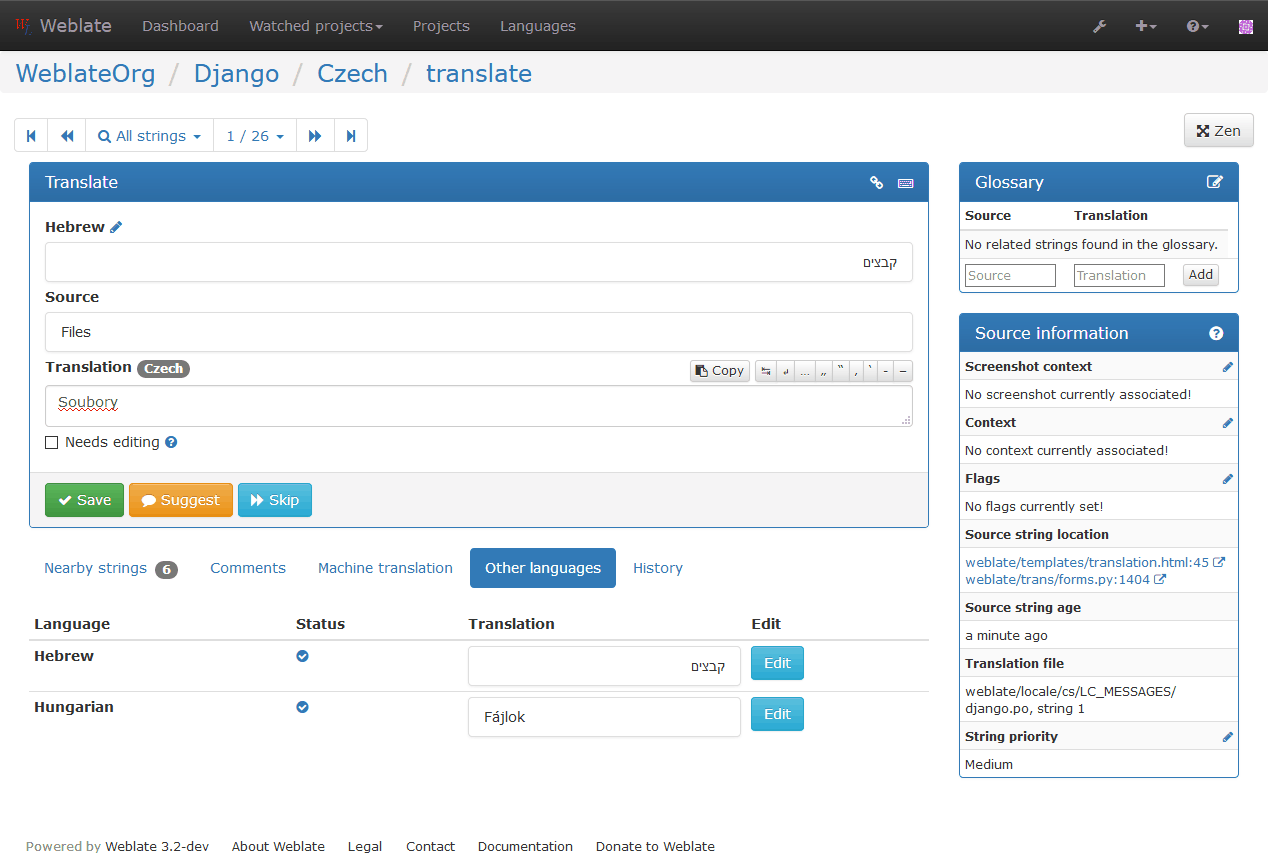 Weblate Dashboard Watched projects Projects Languages
WeblateOrg / Django / Czech / translate
All strings 1 / 26 Zen
Translate
Hebrew
קבצים
Source
Files
Translation Czech Copy … „ “ ‚ ‘ - –
Soubory
Needs editing
Save Suggest Skip
Nearby strings 6 Comments Machine translation Other languages History
Language Status Translation Edit
Hebrew קבצים Edit
Hungarian Fájlok Edit
Glossary
Source Translation
No related strings found in the glossary.
Source Translation Add
Source information
Screenshot context
No screenshot currently associated!
Context
No context currently associated!
Flags
No flags currently set!
Source string location
weblate/templates/translation.html:45
weblate/trans/forms.py:1404
Source string age
a minute ago
Translation file
weblate/locale/cs/LC_MESSAGES/
django.po, string 1
String priority
Medium
Powered by Weblate 3.2-dev About Weblate Legal Contact Documentation Donate to Weblate